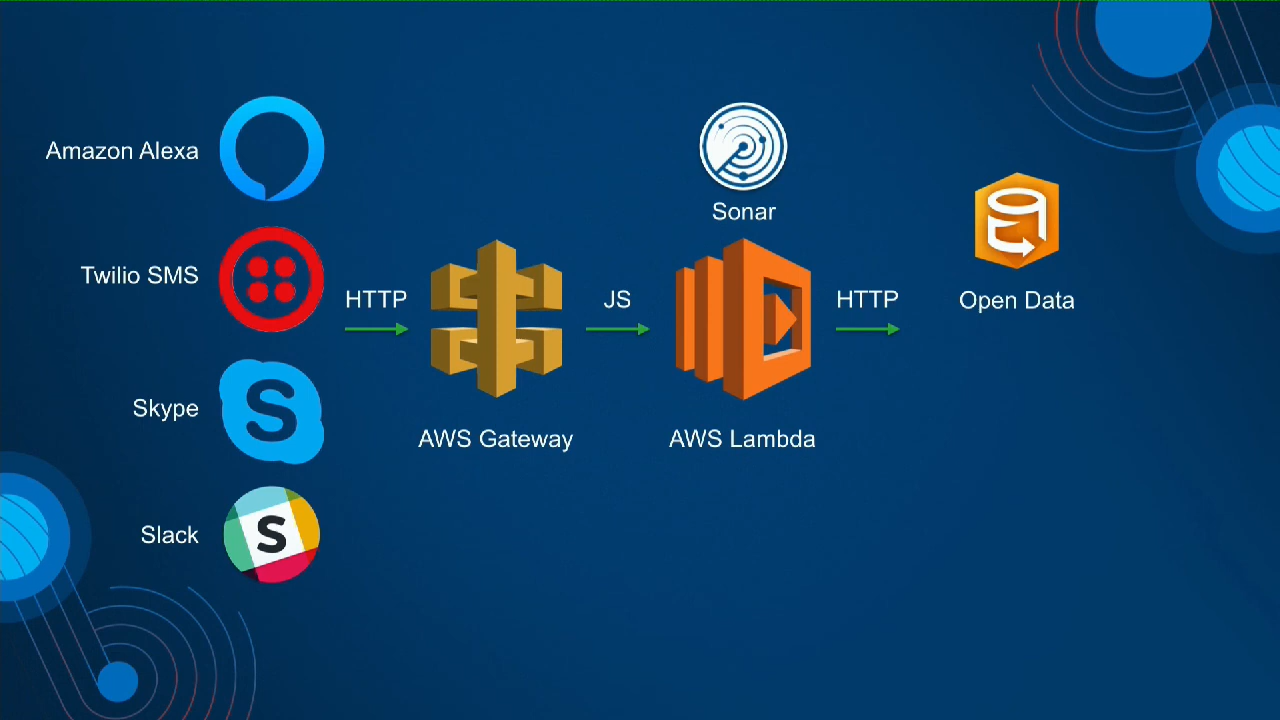 Amazon Alexa
Twilio SMS
Skype
S
Slack
S
HTTP
AWS Gateway
JS
Sonar
AWS Lambda
HTTP
Open Data